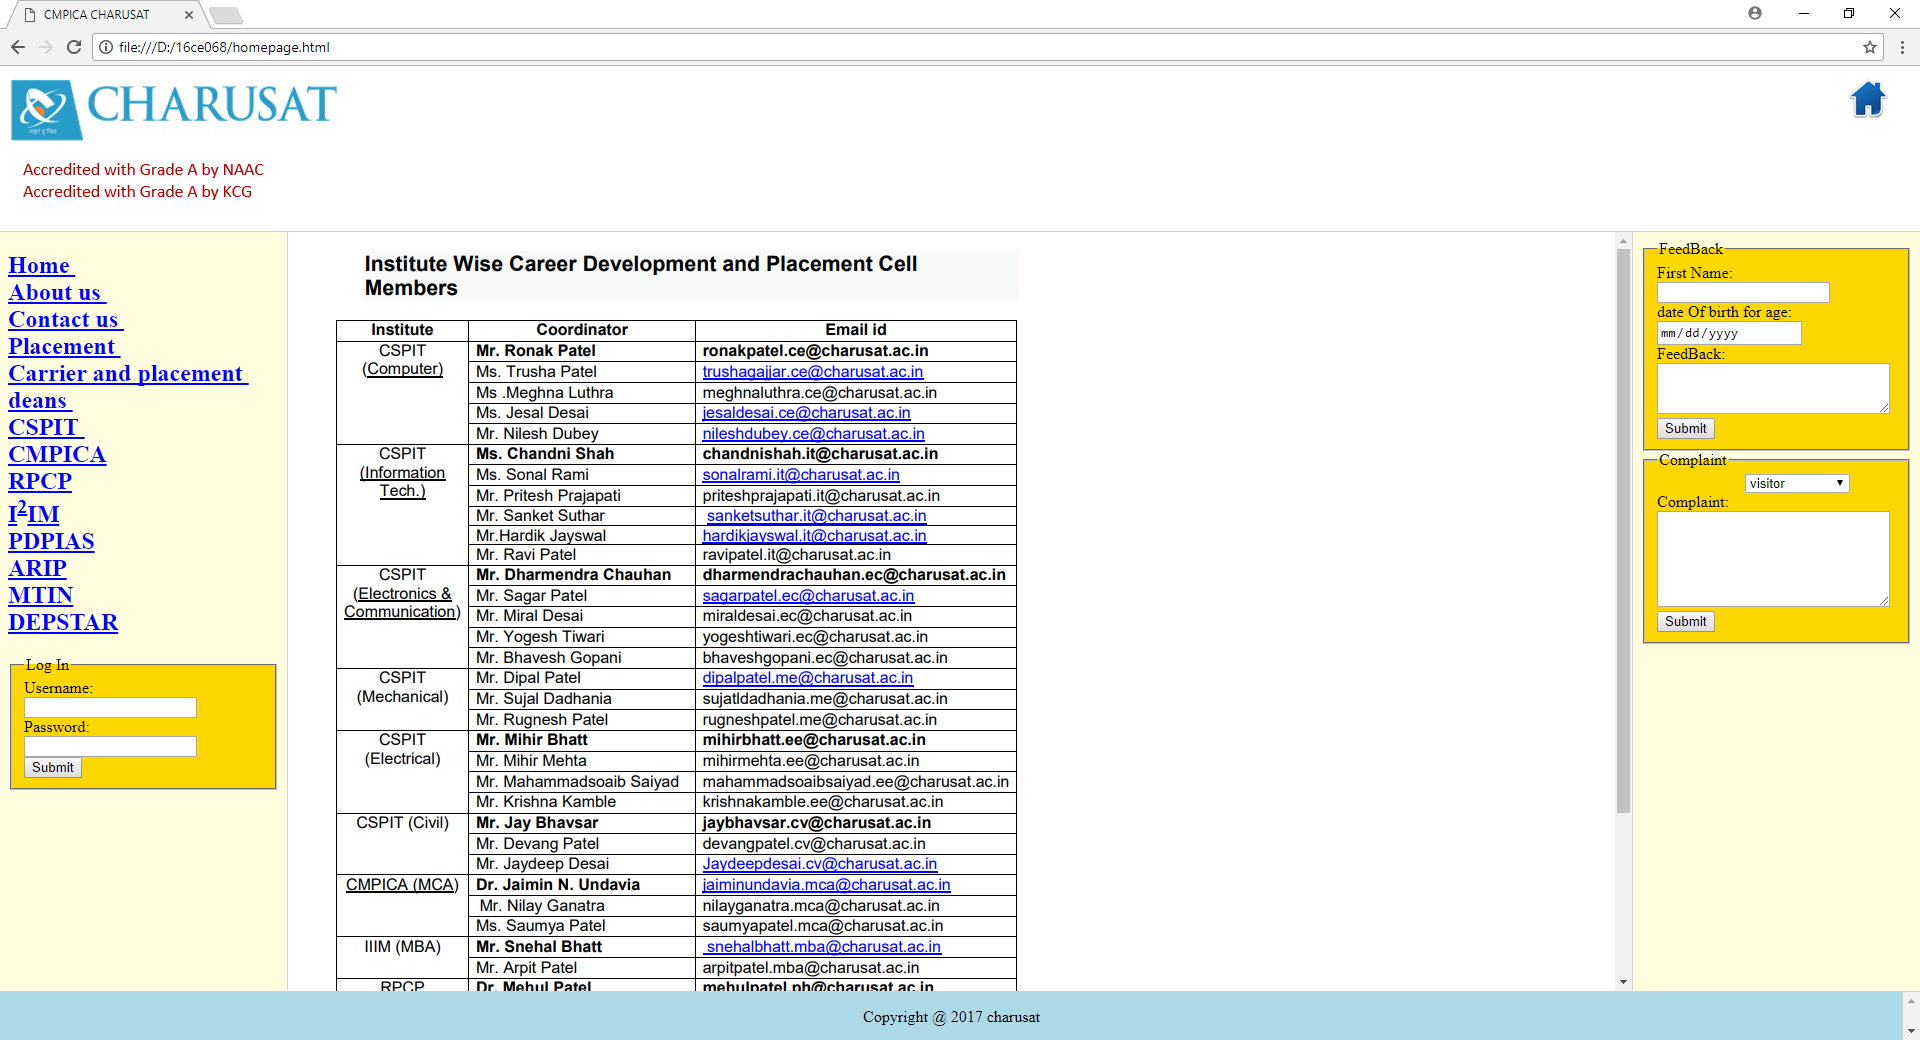 CMPICA CHARUSAT
file:///D:/16ce068/homepage.html
CHARUSAT
Accredited with Grade A by NAAC
Accredited with Grade A by KCG
Home
About us
Contact us
Placement
Carrier and placement
deans
CSPIT
CMPICA
RPCP
I²IM
PDPIAS
ARIP
MTIN
DEPSTAR
Log In
Username:
Password:
Submit
Institute Wise Career Development and Placement Cell
Members
Institute Coordinator Email id
CSPIT Mr. Ronak Patel ronakpatel.ce@charusat.ac.in
(Computer) Ms. Trusha Patel trushagajjar.ce@charusat.ac.in
Ms .Meghna Luthra meghnaluthra.ce@charusat.ac.in
Ms. Jesal Desai jesaldesai.ce@charusat.ac.in
Mr. Nilesh Dubey nileshdubey.ce@charusat.ac.in
CSPIT Ms. Chandni Shah chandnishah.it@charusat.ac.in
(Information Ms. Sonal Rami sonalrami.it@charusat.ac.in
Tech.) Mr. Pritesh Prajapati priteshprajapati.it@charusat.ac.in
Mr. Sanket Suthar sanketsuthar.it@charusat.ac.in
Mr.Hardik Jayswal hardikjayswal.it@charusat.ac.in
Mr. Ravi Patel ravipatel.it@charusat.ac.in
CSPIT Mr. Dharmendra Chauhan dharmendrachauhan.ec@charusat.ac.in
(Electronics & Mr. Sagar Patel sagarpatel.ec@charusat.ac.in
Communication) Mr. Miral Desai miraldesai.ec@charusat.ac.in
Mr. Yogesh Tiwari yogeshtiwari.ec@charusat.ac.in
Mr. Bhavesh Gopani bhaveshgopani.ec@charusat.ac.in
CSPIT Mr. Dipal Patel dipalpatel.me@charusat.ac.in
(Mechanical) Mr. Sujal Dadhania sujatldadhania.me@charusat.ac.in
Mr. Rugnesh Patel rugneshpatel.me@charusat.ac.in
CSPIT Mr. Mihir Bhatt mihirbhatt.ee@charusat.ac.in
(Electrical) Mr. Mihir Mehta mihirmehta.ee@charusat.ac.in
Mr. Mahammadsoaib Saiyad mahammadsoaibsaiyad.ee@charusat.ac.in
Mr. Krishna Kamble krishnakamble.ee@charusat.ac.in
CSPIT (Civil) Mr. Jay Bhavsar jaybhavsar.cv@charusat.ac.in
Mr. Devang Patel devangpatel.cv@charusat.ac.in
Mr. Jaydeep Desai Jaydeepdesai.cv@charusat.ac.in
CMPICA (MCA) Dr. Jaimin N. Undavia jaiminundavia.mca@charusat.ac.in
Mr. Nilay Ganatra nilayganatra.mca@charusat.ac.in
Ms. Saumya Patel saumyapatel.mca@charusat.ac.in
IIIM (MBA) Mr. Snehal Bhatt snehalbhatt.mba@charusat.ac.in
Mr. Arpit Patel arpitpatel.mba@charusat.ac.in
RPCP Dr. Mehul Patel mehulpatel.ph@charusat.ac.in
FeedBack
First Name:
date Of birth for age:
mm/dd/yyyy
FeedBack:
Submit
Complaint
visitor
Complaint:
Submit
Copyright @ 2017 charusat